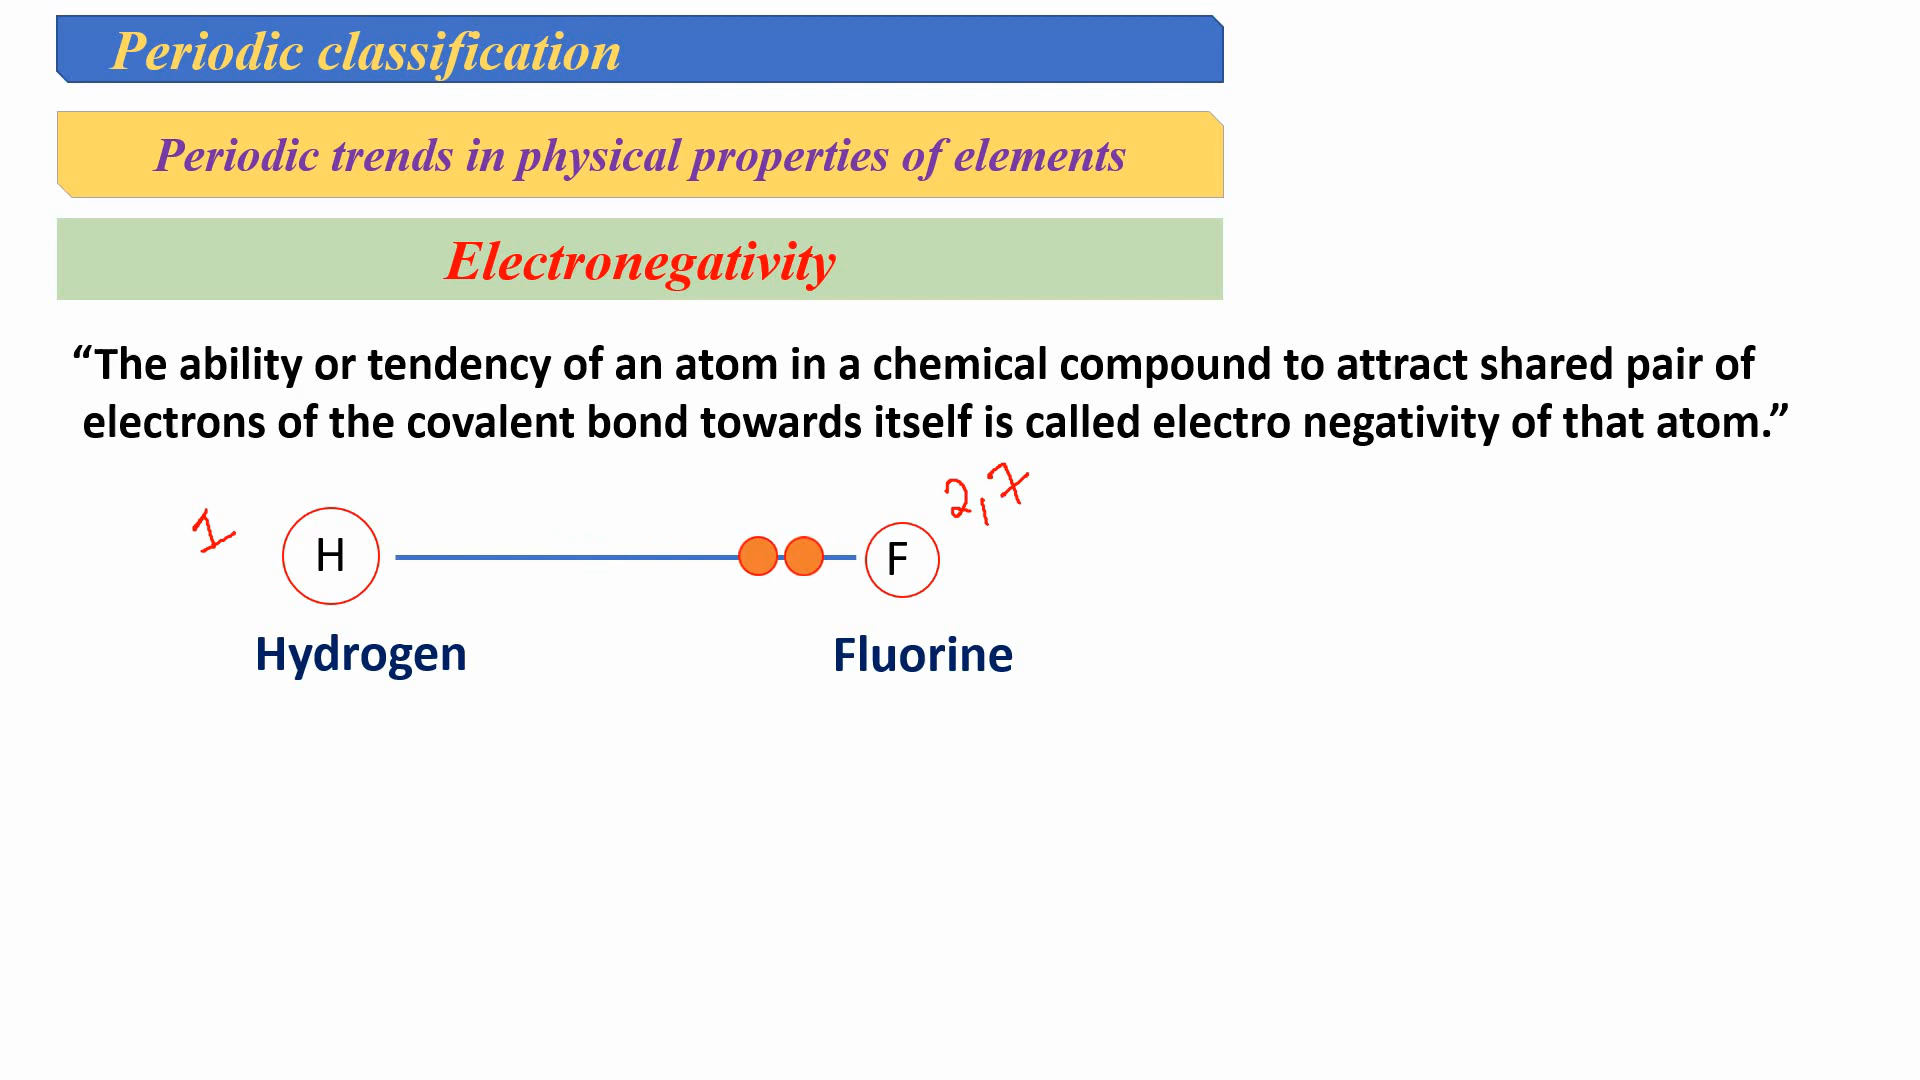 Periodic classification
Periodic trends in physical properties of elements
Electronegativity
“The ability or tendency of an atom in a chemical compound to attract shared pair of
electrons of the covalent bond towards itself is called electro negativity of that atom.”
1 H F 2,7
Hydrogen Fluorine